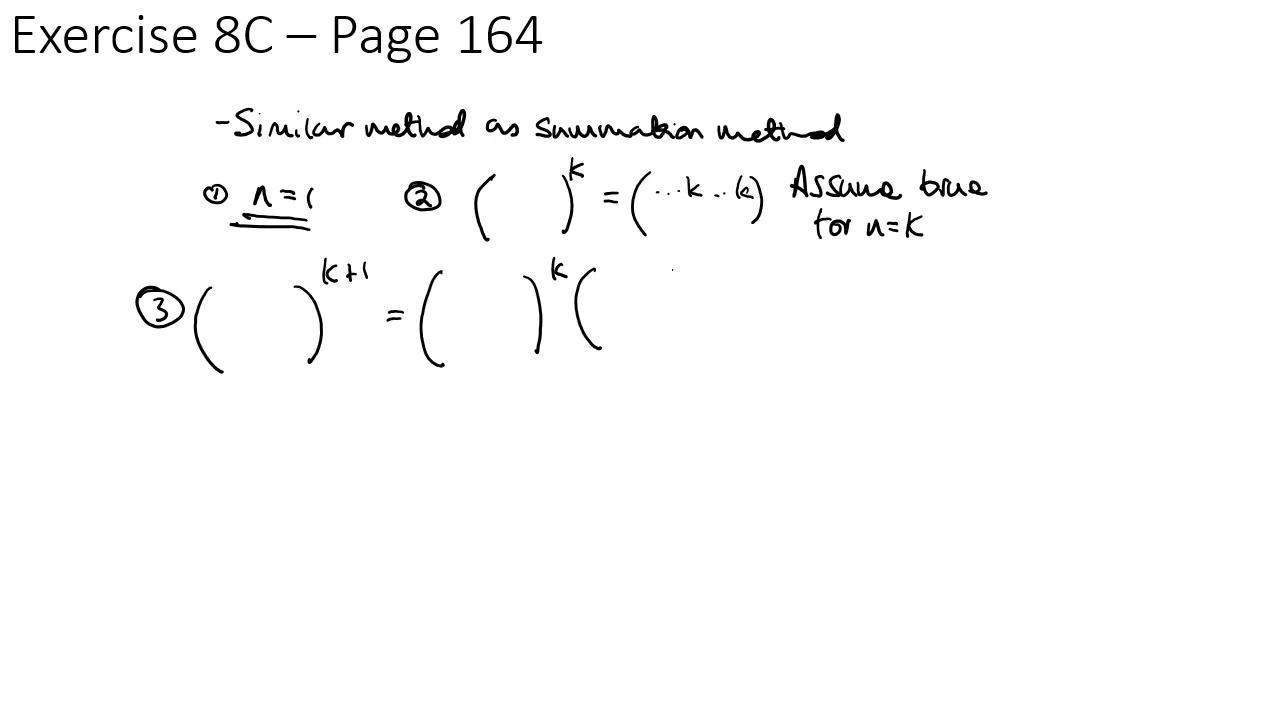 Exercise 8C – Page 164
-Similar method as summation method
① n=1 ② ( )^k = (...k..k) Assume true
for n=k
③ ( )^k+1 = ( )^k (